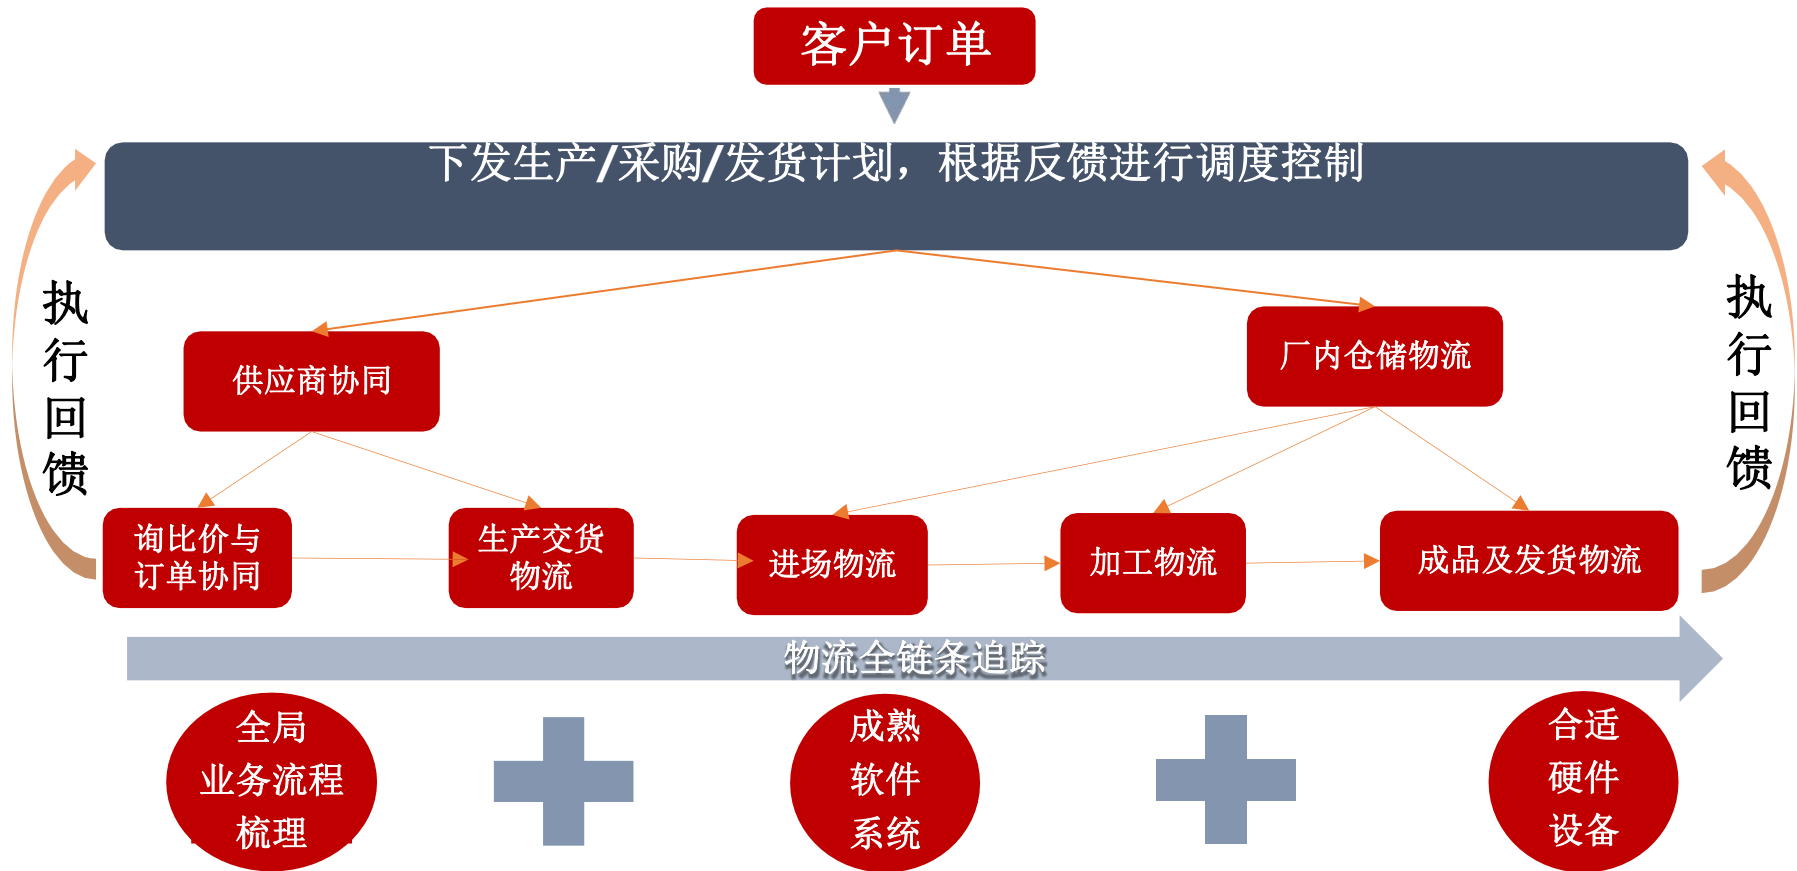 客户订单
下发生产/采购/发货计划，根据反馈进行调度控制
执
行
回
馈
执
行
回
馈
供应商协同
厂内仓储物流
询比价与
订单协同
生产交货
物流
进场物流
加工物流
成品及发货物流
物流全链条追踪
全局
业务流程
梳理
成熟
软件
系统
合适
硬件
设备